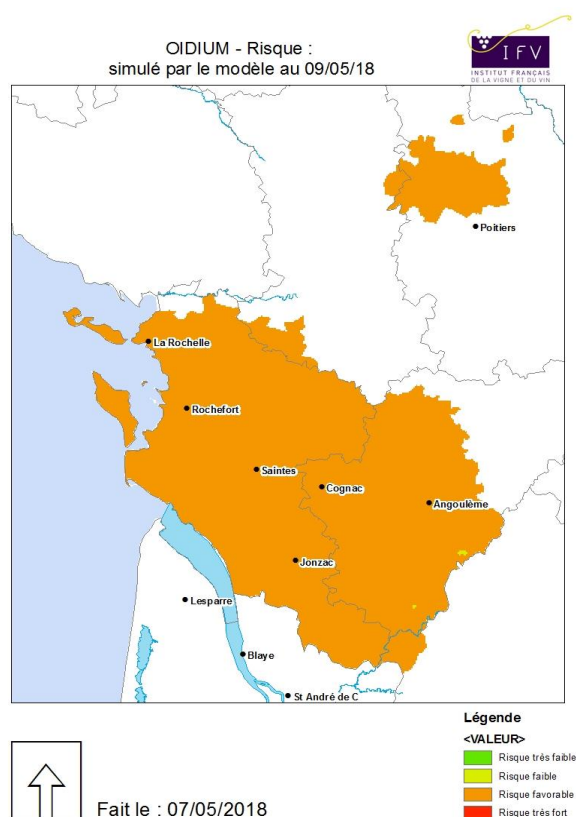 OIDIUM - Risque :
simulé par le modèle au 09/05/18
IFV
INSTITUT FRANÇAIS
DE LA VIGNE ET DU VIN
Poitiers
La Rochelle
Rochefort
Saintes
Cognac
Angoulème
Jonzac
Lesparre
Blaye
St André de C
Légende
<VALEUR>
Risque très faible
Risque faible
Risque favorable
Risque très fort
Fait le : 07/05/2018